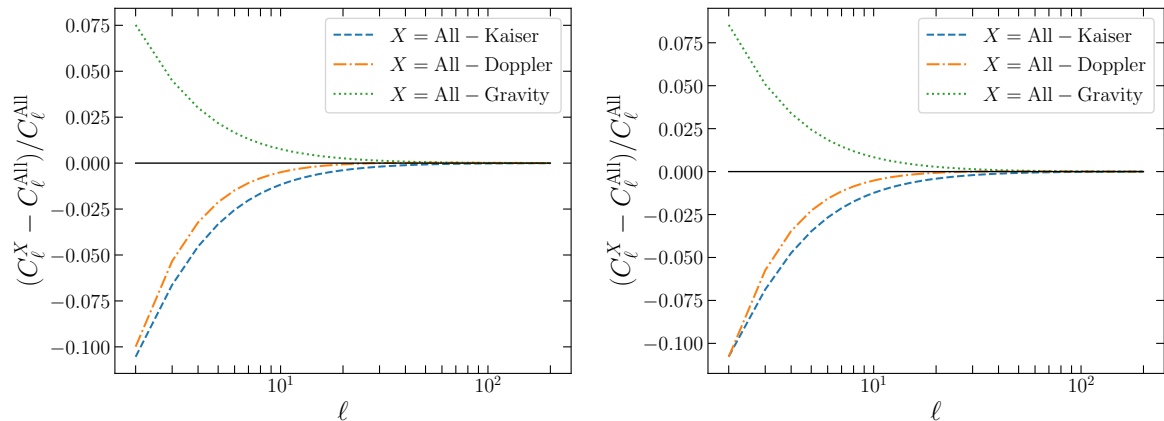 0.075
0.050
0.025
0.000
−0.025
−0.050
−0.075
−0.100
(C_ℓ^X − C_ℓ^All)/C_ℓ^All
X = All − Kaiser
X = All − Doppler
X = All − Gravity
10^1
10^2
ℓ
0.075
0.050
0.025
0.000
−0.025
−0.050
−0.075
−0.100
(C_ℓ^X − C_ℓ^All)/C_ℓ^All
X = All − Kaiser
X = All − Doppler
X = All − Gravity
10^1
10^2
ℓ